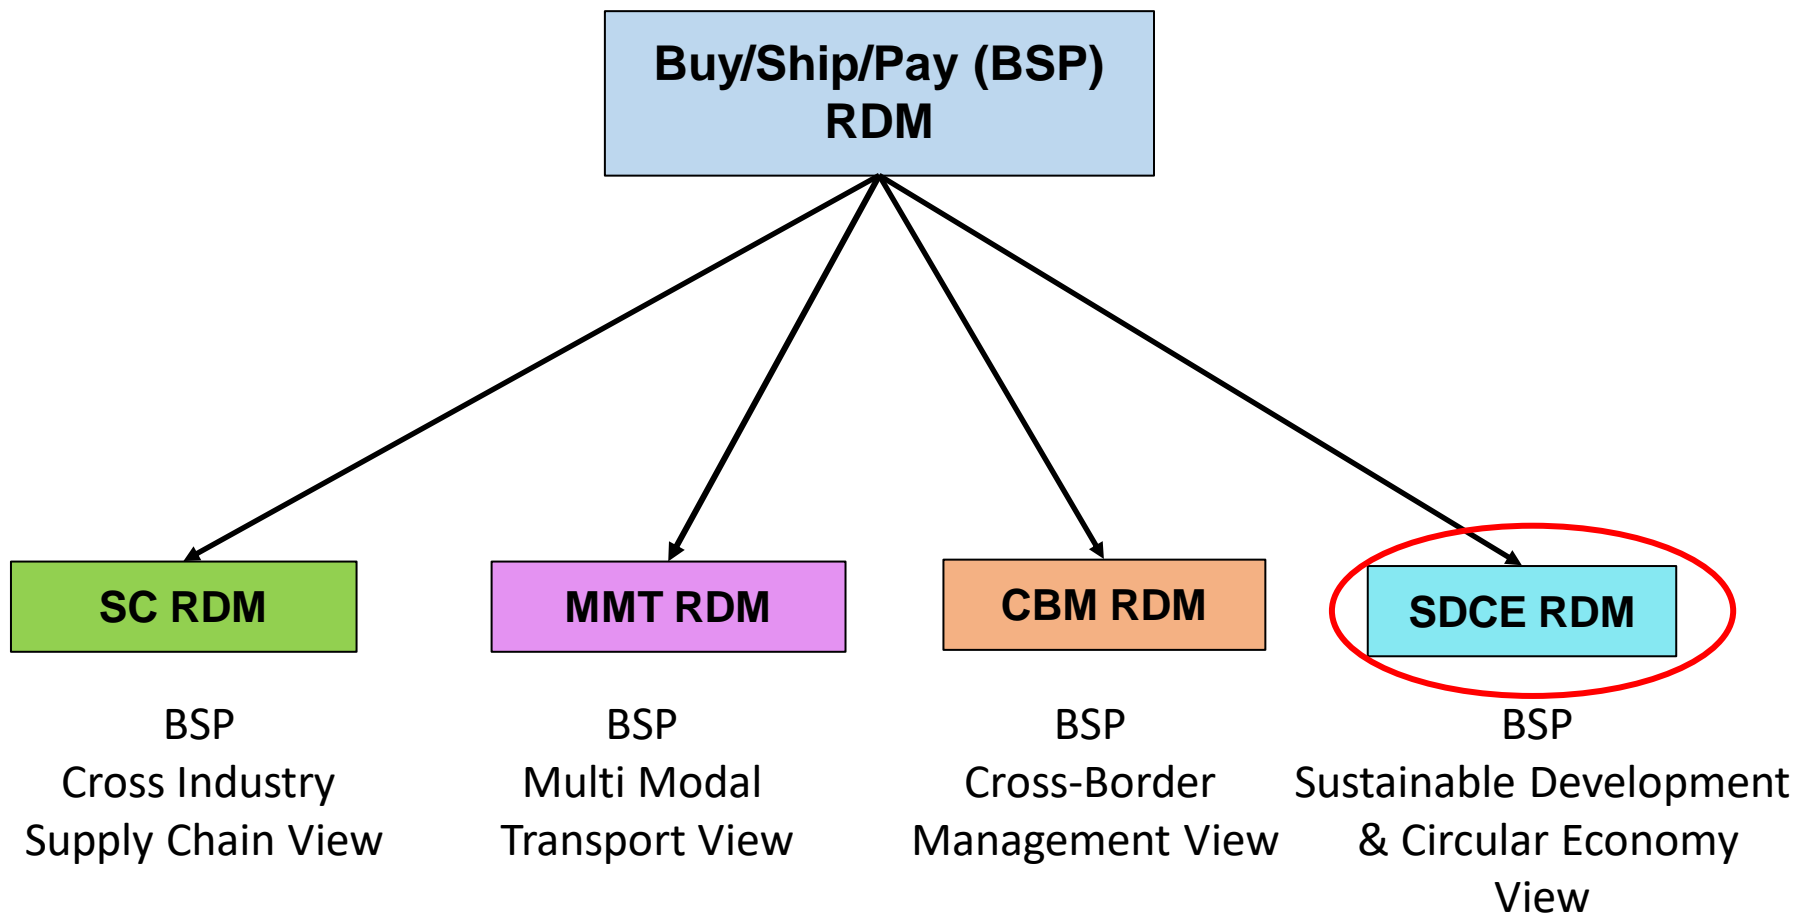 Buy/Ship/Pay (BSP)
RDM
SC RDM
MMT RDM
CBM RDM
SDCE RDM
BSP
Cross Industry
Supply Chain View
BSP
Multi Modal
Transport View
BSP
Cross-Border
Management View
BSP
Sustainable Development
& Circular Economy
View